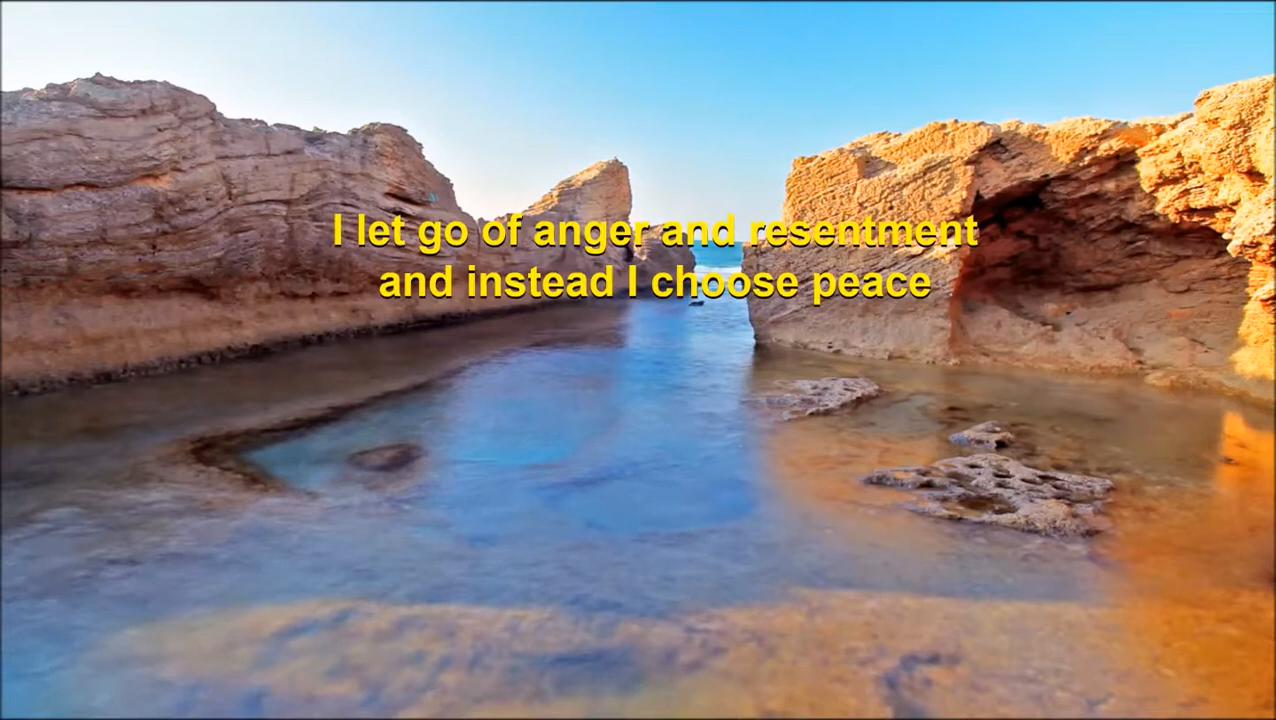 I let go of anger and resentment
and instead I choose peace